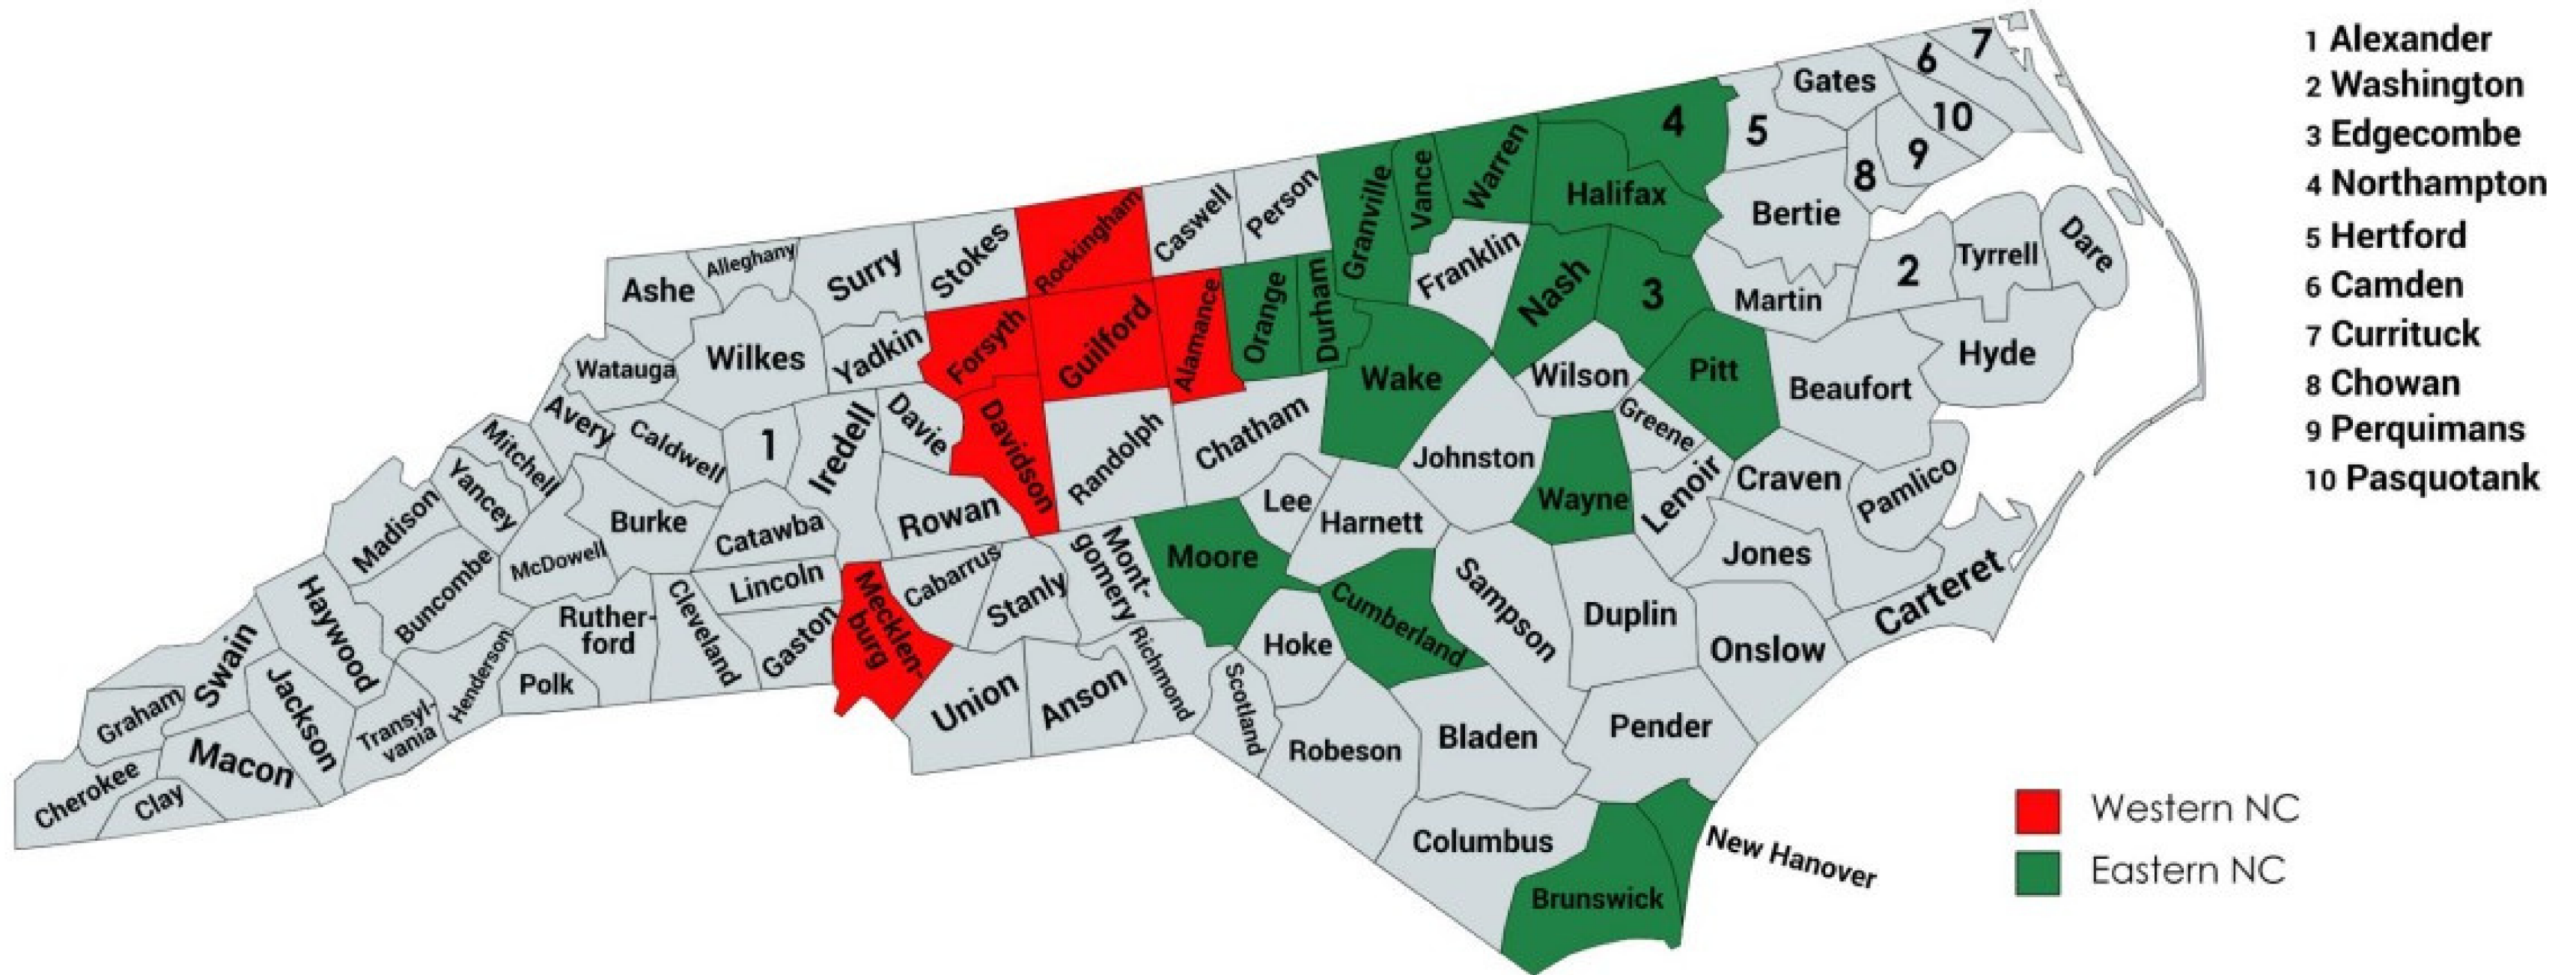 1 Alexander
2 Washington
3 Edgecombe
4 Northampton
5 Hertford
6 Camden
7 Currituck
8 Chowan
9 Perquimans
10 Pasquotank
7
6
Gates
10
5
4
9
8
Warren
Vance
Halifax
Granville
Bertie
Person
Caswell
Rockingham
Dare
Tyrrell
2
Stokes
Surry
Alleghany
Ashe
Franklin
Nash
3
Martin
Durham
Orange
Alamance
Guilford
Forsyth
Yadkin
Wilkes
Watauga
Hyde
Beaufort
Pitt
Wilson
Wake
Greene
Chatham
Randolph
Davidson
Davie
Iredell
1
Caldwell
Avery
Mitchell
Yancey
Madison
Johnston
Wayne
Lenoir
Craven
Pamlico
Lee
Harnett
Rowan
Catawba
Burke
McDowell
Buncombe
Haywood
Jones
Carteret
Moore
Mont-
gomery
Stanly
Cabarrus
Mecklen-
burg
Lincoln
Gaston
Cleveland
Ruther-
ford
Polk
Henderson
Transyl-
vania
Jackson
Swain
Graham
Macon
Cherokee
Clay
Cumberland
Sampson
Duplin
Onslow
Hoke
Scotland
Richmond
Anson
Union
Robeson
Bladen
Pender
Columbus
Brunswick
New Hanover
Western NC
Eastern NC